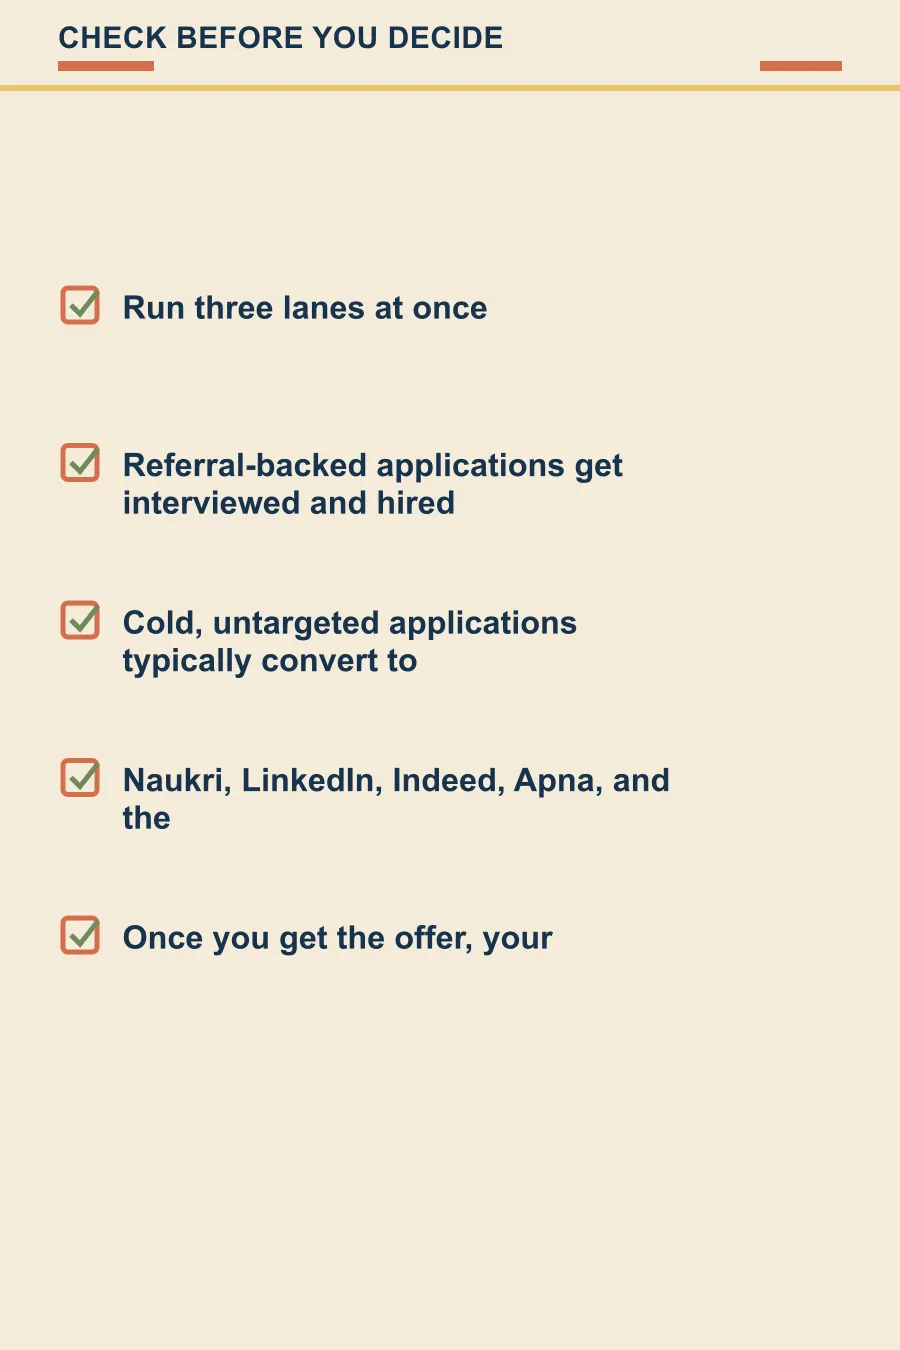 CHECK BEFORE YOU DECIDE
Run three lanes at once
Referral-backed applications get
interviewed and hired
Cold, untargeted applications
typically convert to
Naukri, LinkedIn, Indeed, Apna, and
the
Once you get the offer, your